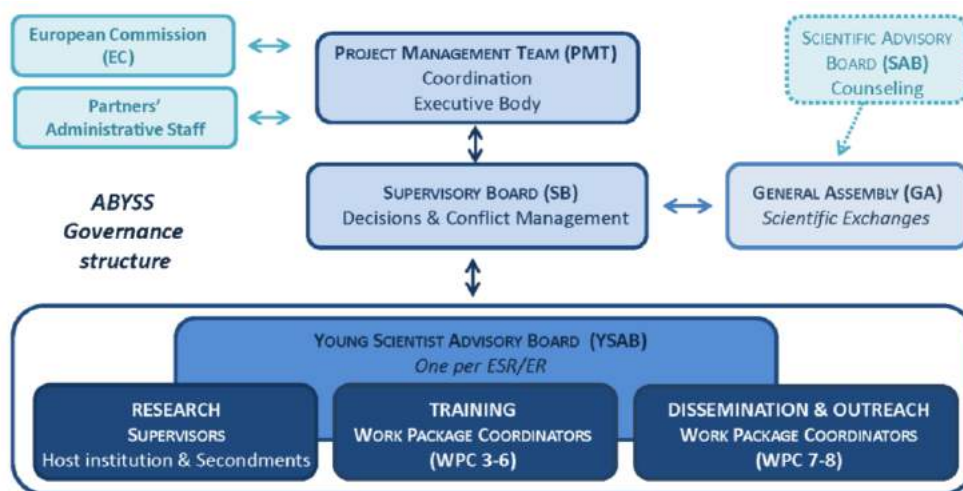 European Commission
(EC)
PROJECT MANAGEMENT TEAM (PMT)
Coordination
Executive Body
SCIENTIFIC ADVISORY
BOARD (SAB)
Counseling
Partners'
Administrative Staff
SUPERVISORY BOARD (SB)
Decisions & Conflict Management
GENERAL ASSEMBLY (GA)
Scientific Exchanges
ABYSS
Governance
structure
YOUNG SCIENTIST ADVISORY BOARD (YSAB)
One per ESR/ER
RESEARCH
SUPERVISORS
Host institution & Secondments
TRAINING
WORK PACKAGE COORDINATORS
(WPC 3-6)
DISSEMINATION & OUTREACH
WORK PACKAGE COORDINATORS
(WPC 7-8)